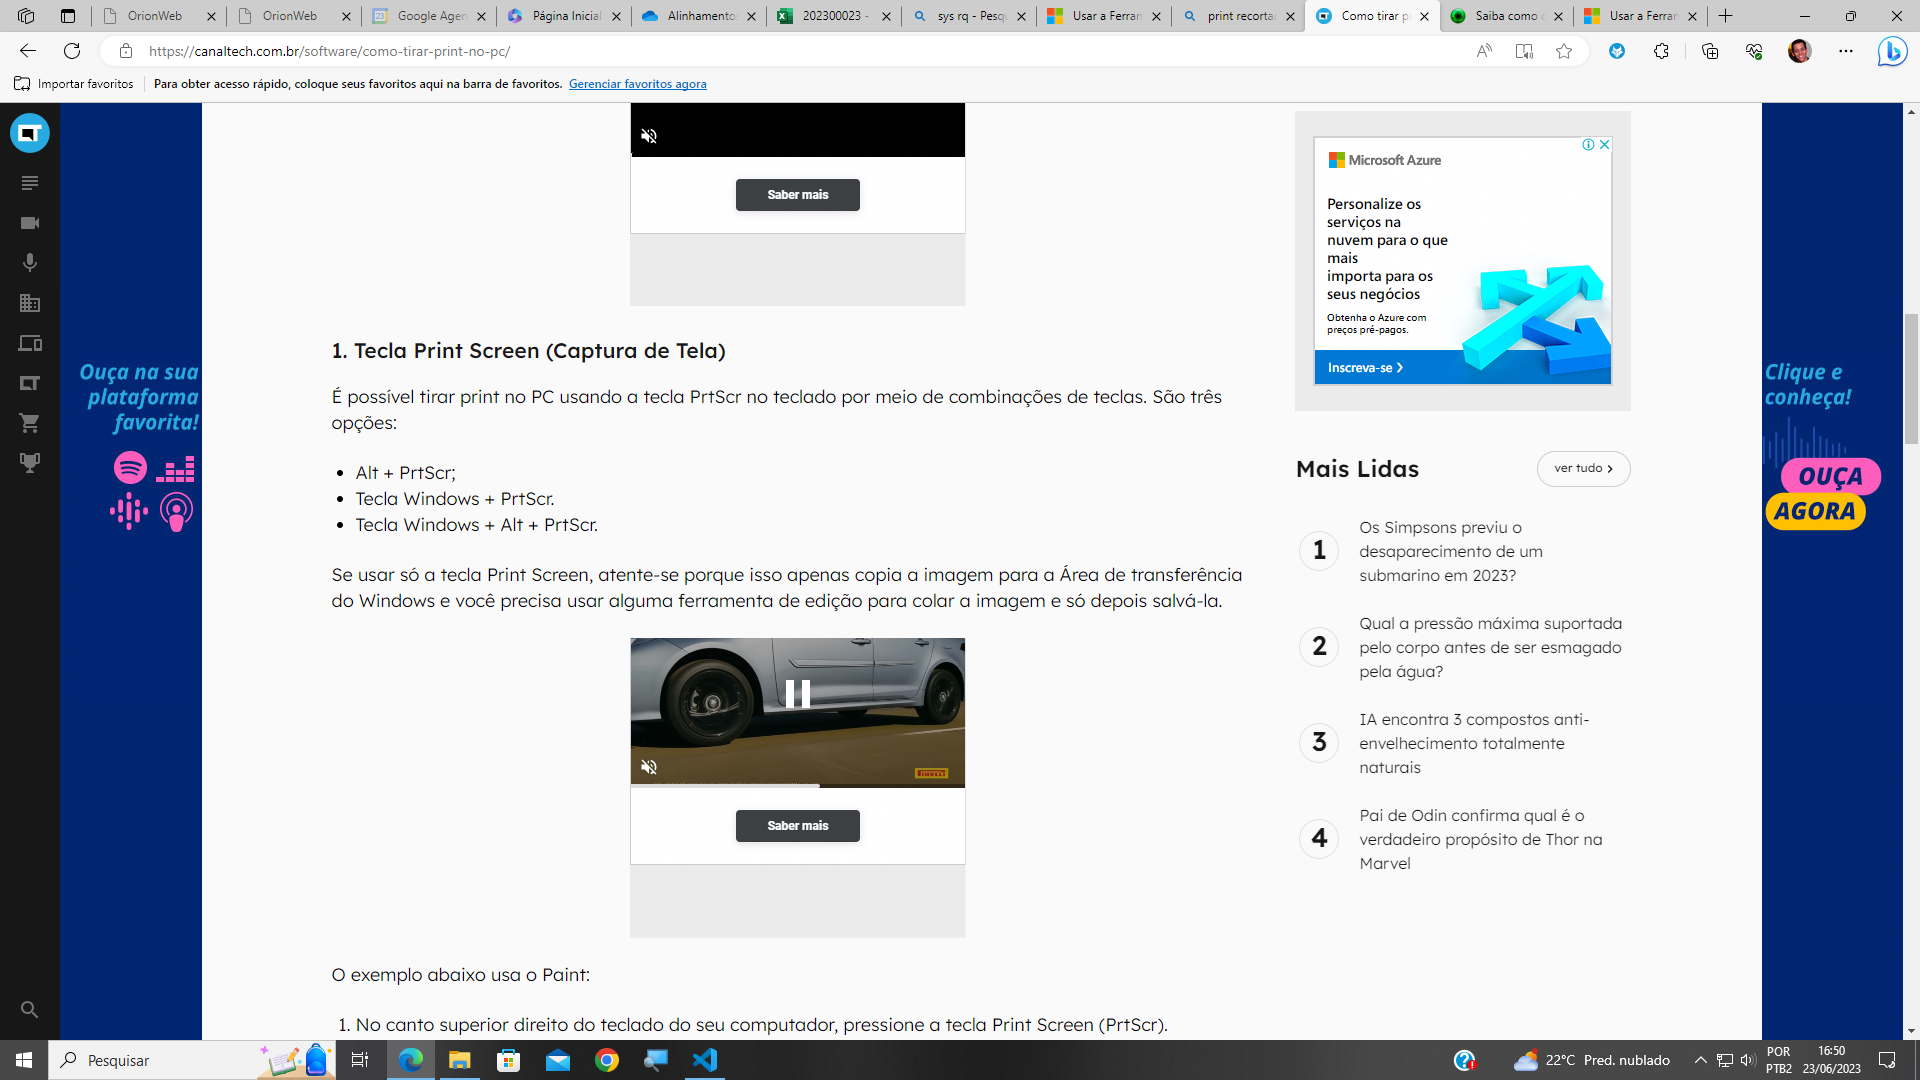 OrionWeb
OrionWeb
Google Agen
Página Inicial
Alinhamento
202300023 -
sys rq - Pesqu
Usar a Ferran
print recortad
Como tirar pr
Saiba como
Usar a Ferran
https://canaltech.com.br/software/como-tirar-print-no-pc/
Importar favoritos
Para obter acesso rápido, coloque seus favoritos aqui na barra de favoritos. Gerenciar favoritos agora
Saber mais
1. Tecla Print Screen (Captura de Tela)
É possível tirar print no PC usando a tecla PrtScr no teclado por meio de combinações de teclas. São três
opções:
• Alt + PrtScr;
• Tecla Windows + PrtScr.
• Tecla Windows + Alt + PrtScr.
Se usar só a tecla Print Screen, atente-se porque isso apenas copia a imagem para a Área de transferência
do Windows e você precisa usar alguma ferramenta de edição para colar a imagem e só depois salvá-la.
PIRELLI
Saber mais
O exemplo abaixo usa o Paint:
1. No canto superior direito do teclado do seu computador, pressione a tecla Print Screen (PrtScr).
Ouça na sua
plataforma
favorita!
Microsoft Azure
Personalize os
serviços na
nuvem para o que
mais
importa para os
seus negócios
Obtenha o Azure com
preços pré-pagos.
Inscreva-se
Mais Lidas
ver tudo
1
Os Simpsons previu o
desaparecimento de um
submarino em 2023?
2
Qual a pressão máxima suportada
pelo corpo antes de ser esmagado
pela água?
3
IA encontra 3 compostos anti-
envelhecimento totalmente
naturais
4
Pai de Odin confirma qual é o
verdadeiro propósito de Thor na
Marvel
Clique e
conheça!
OUÇA
AGORA
Pesquisar
22°C Pred. nublado
POR
PTB2
16:50
23/06/2023